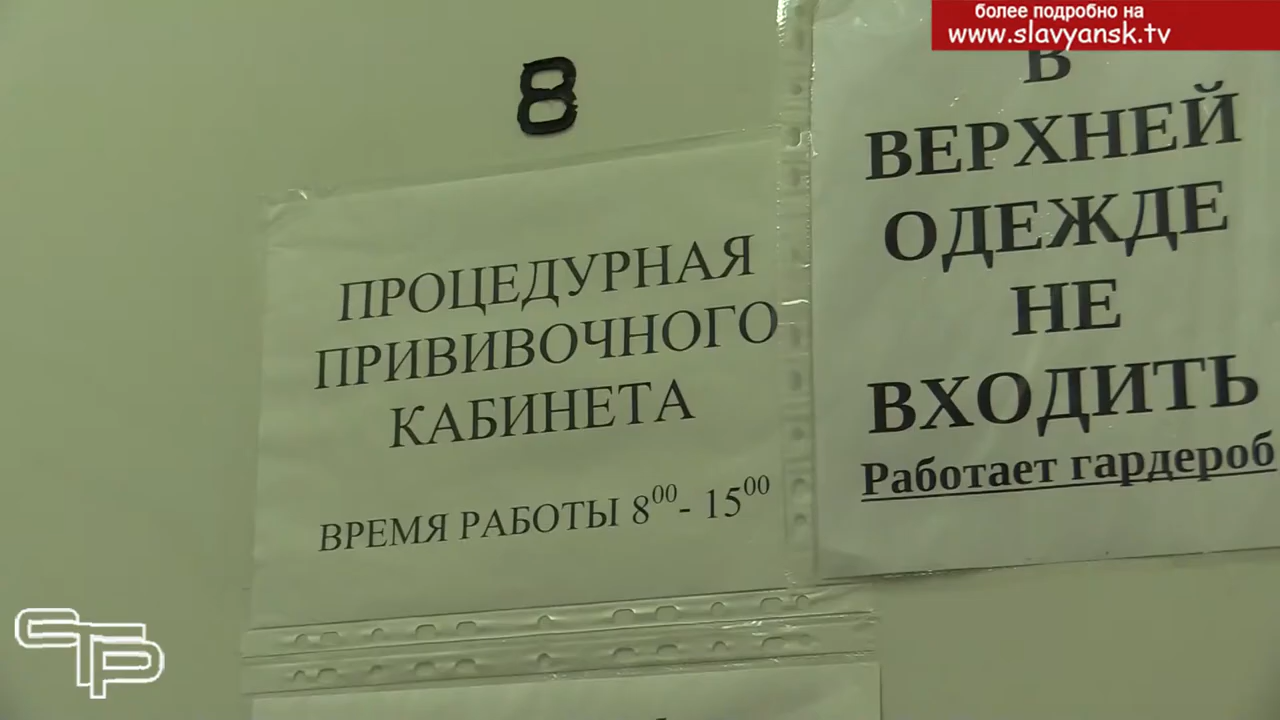 более подробно на
www.slavyansk.tv
8
ПРОЦЕДУРНАЯ
ПРИВИВОЧНОГО
КАБИНЕТА
ВРЕМЯ РАБОТЫ 8⁰⁰- 15⁰⁰
В
ВЕРХНЕЙ
ОДЕЖДЕ
НЕ
ВХОДИТЬ
Работает гардероб
СТР